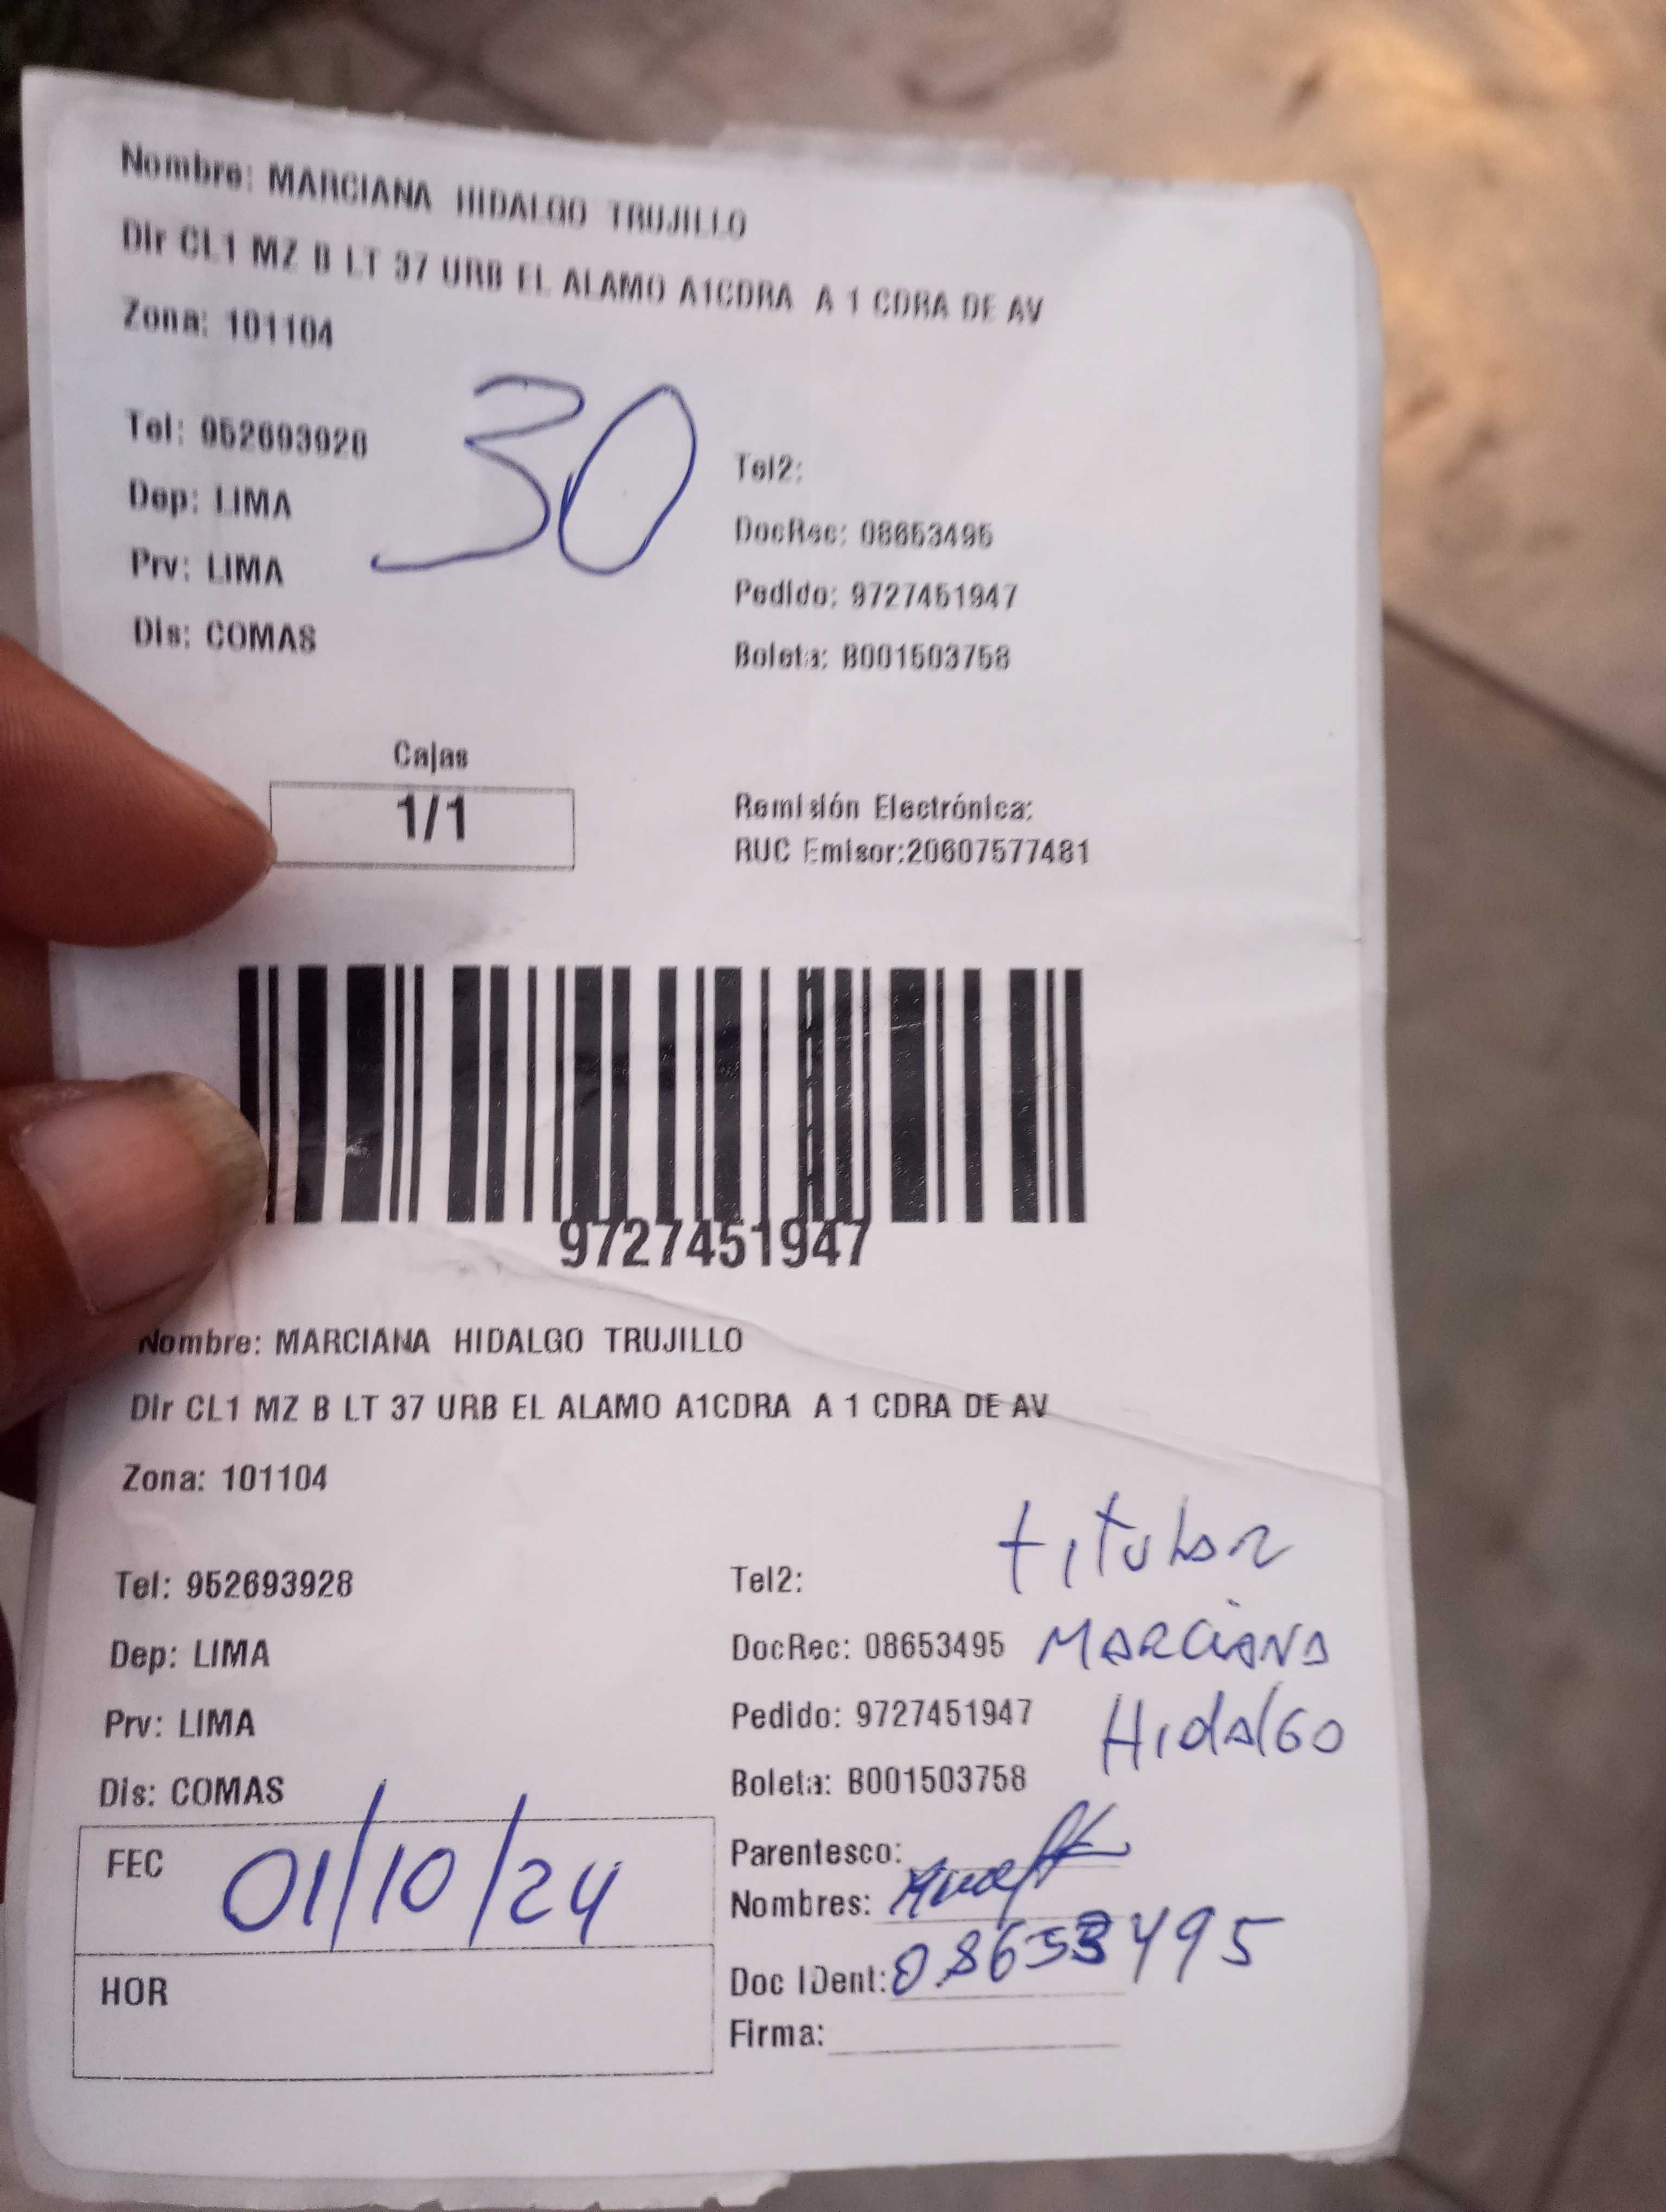 Nombre: MARCIANA HIDALGO TRUJILLO
Dir CL1 MZ B LT 37 URB EL ALAMO A1CDRA A 1 CDRA DE AV
Zona: 101104
30
Tel: 952693928
Tel2:
Dep: LIMA
DocRec: 08653495
Prv: LIMA
Pedido: 9727451947
Dis: COMAS
Boleta: B001503758
Cajas
1/1
Remisión Electrónica:
RUC Emisor:20607577481
9727451947
Nombre: MARCIANA HIDALGO TRUJILLO
Dir CL1 MZ B LT 37 URB EL ALAMO A1CDRA A 1 CDRA DE AV
Zona: 101104
titular
Tel: 952693928
Tel2:
Dep: LIMA
DocRec: 08653495 MARCIANA
Prv: LIMA
Pedido: 9727451947 Hidalgo
Dis: COMAS
Boleta: B001503758
FEC 01/10/24
Parentesco:
Nombres:
HOR
Doc IDent: 08653495
Firma: